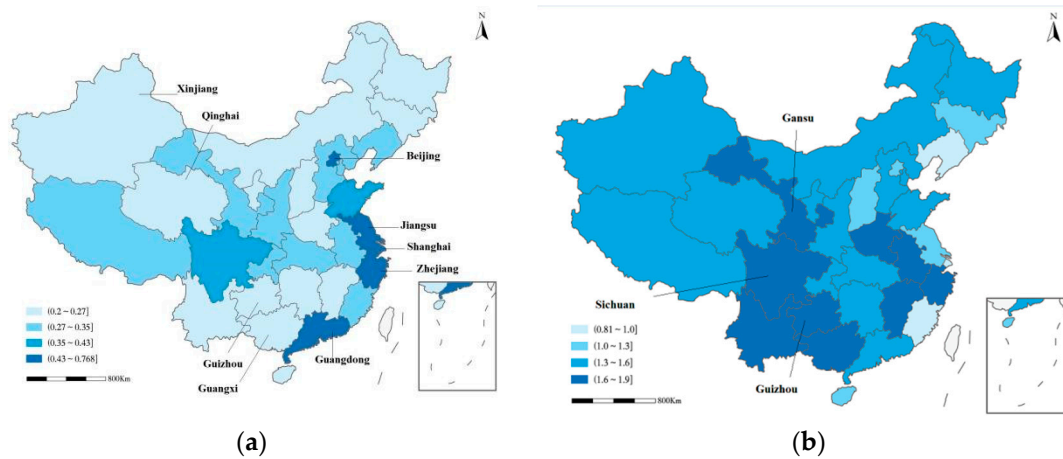 N
Xinjiang
Qinghai
Beijing
Jiangsu
Shanghai
Zhejiang
Guangdong
Guizhou
Guangxi
(0.2 ~ 0.27]
(0.27 ~ 0.35]
(0.35 ~ 0.43]
(0.43 ~ 0.768]
800Km
(a)
N
Gansu
Sichuan
Guizhou
(0.81 ~ 1.0]
(1.0 ~ 1.3]
(1.3 ~ 1.6]
(1.6 ~ 1.9]
800Km
(b)